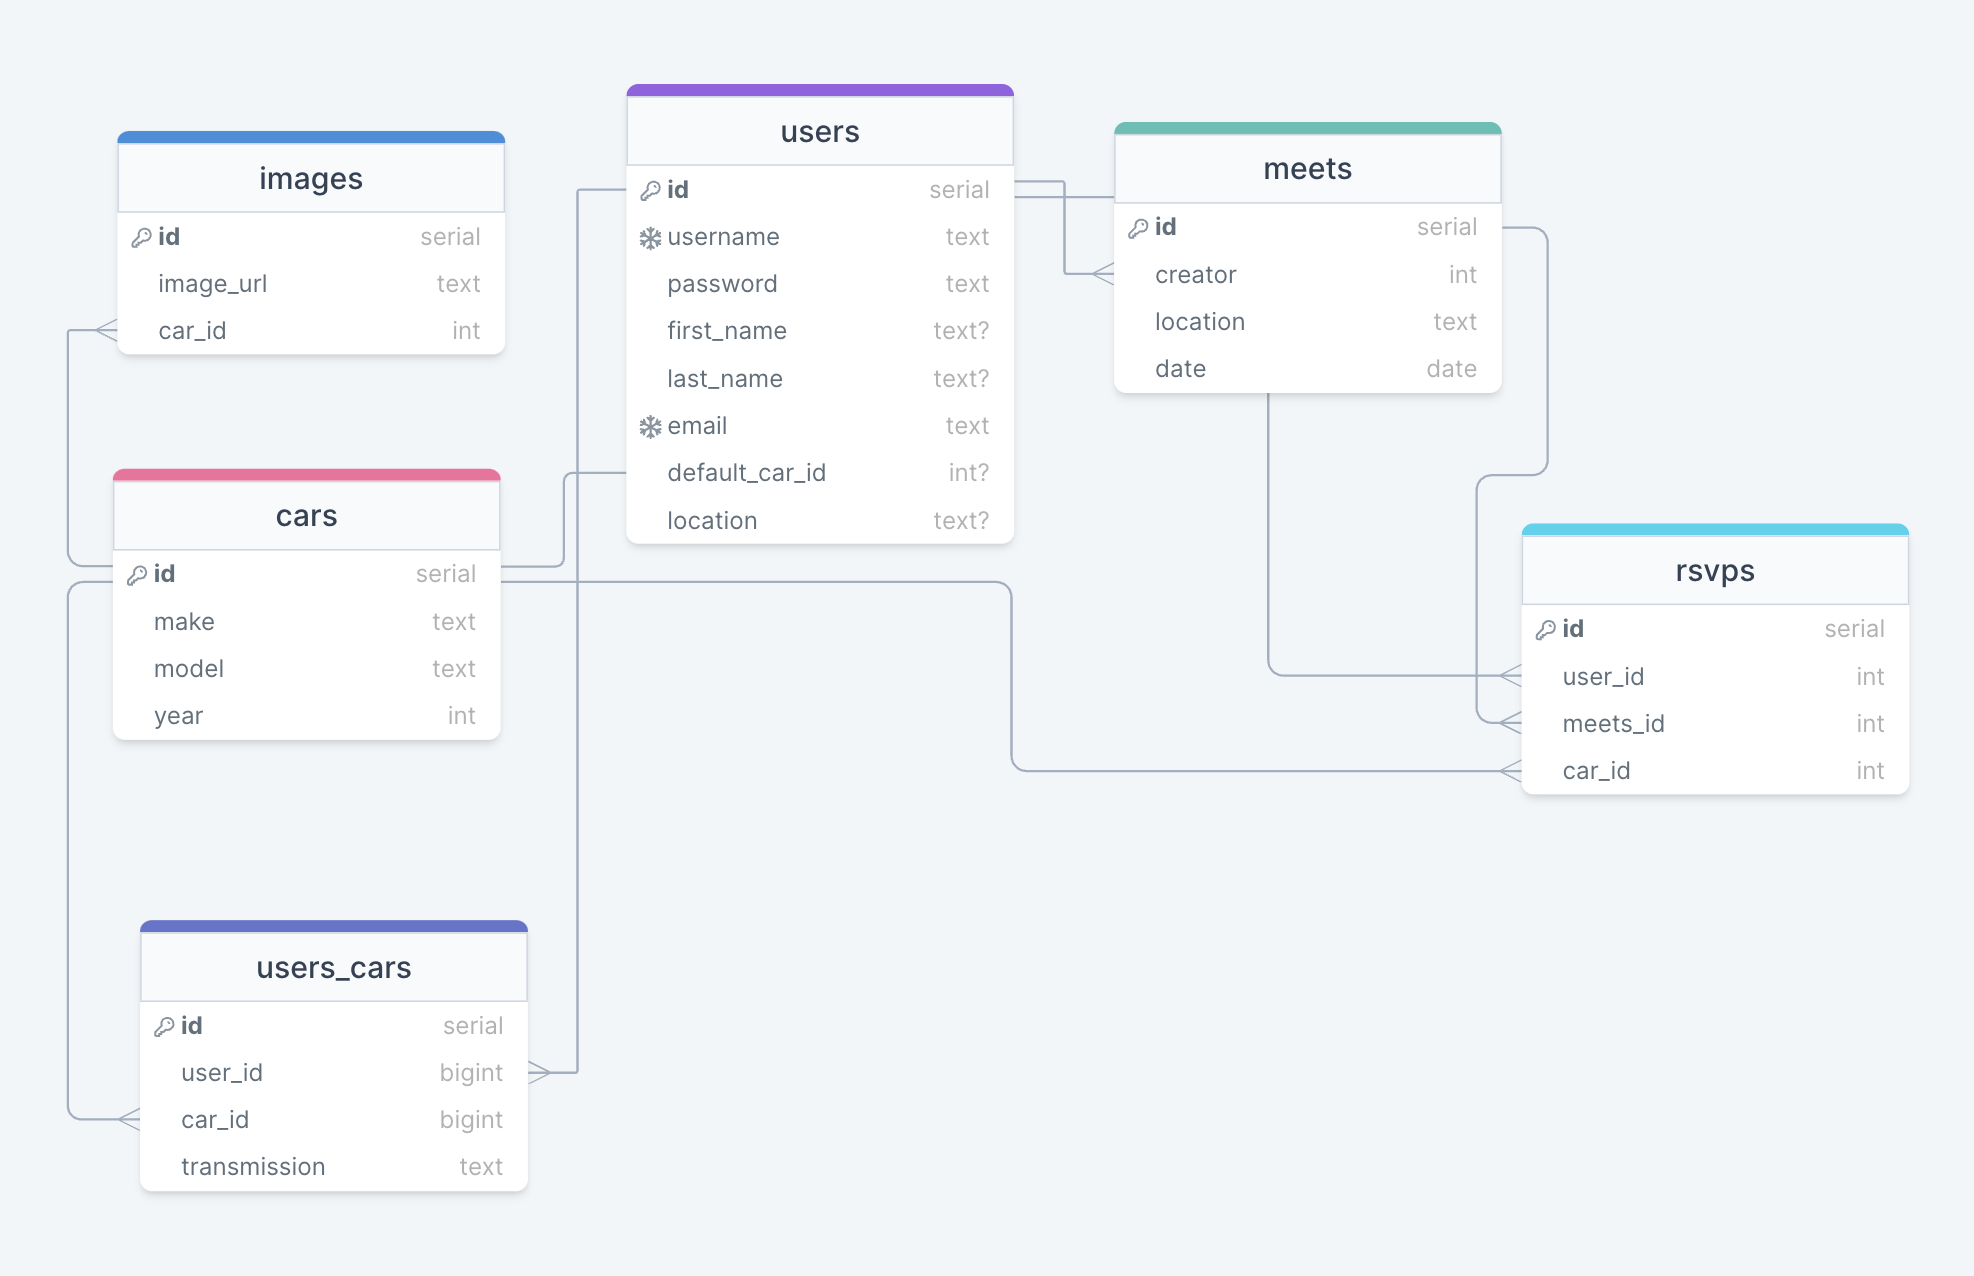 images
id serial
image_url text
car_id int
users
id serial
username text
password text
first_name text?
last_name text?
email text
default_car_id int?
location text?
meets
id serial
creator int
location text
date date
cars
id serial
make text
model text
year int
rsvps
id serial
user_id int
meets_id int
car_id int
users_cars
id serial
user_id bigint
car_id bigint
transmission text